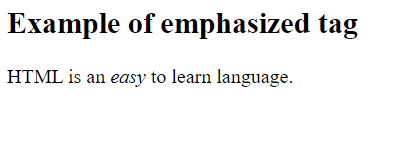 Example of emphasized tag
HTML is an easy to learn language.